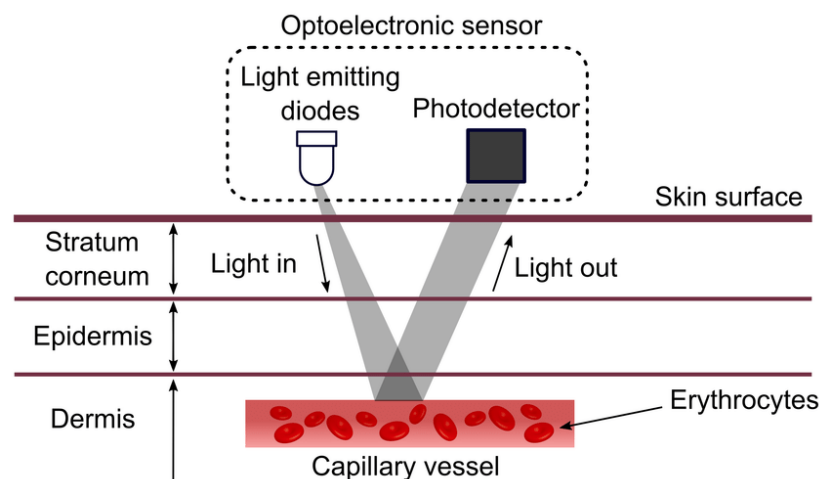 Optoelectronic sensor
Light emitting
diodes
Photodetector
Skin surface
Stratum
corneum
Light in
Light out
Epidermis
Dermis
Erythrocytes
Capillary vessel